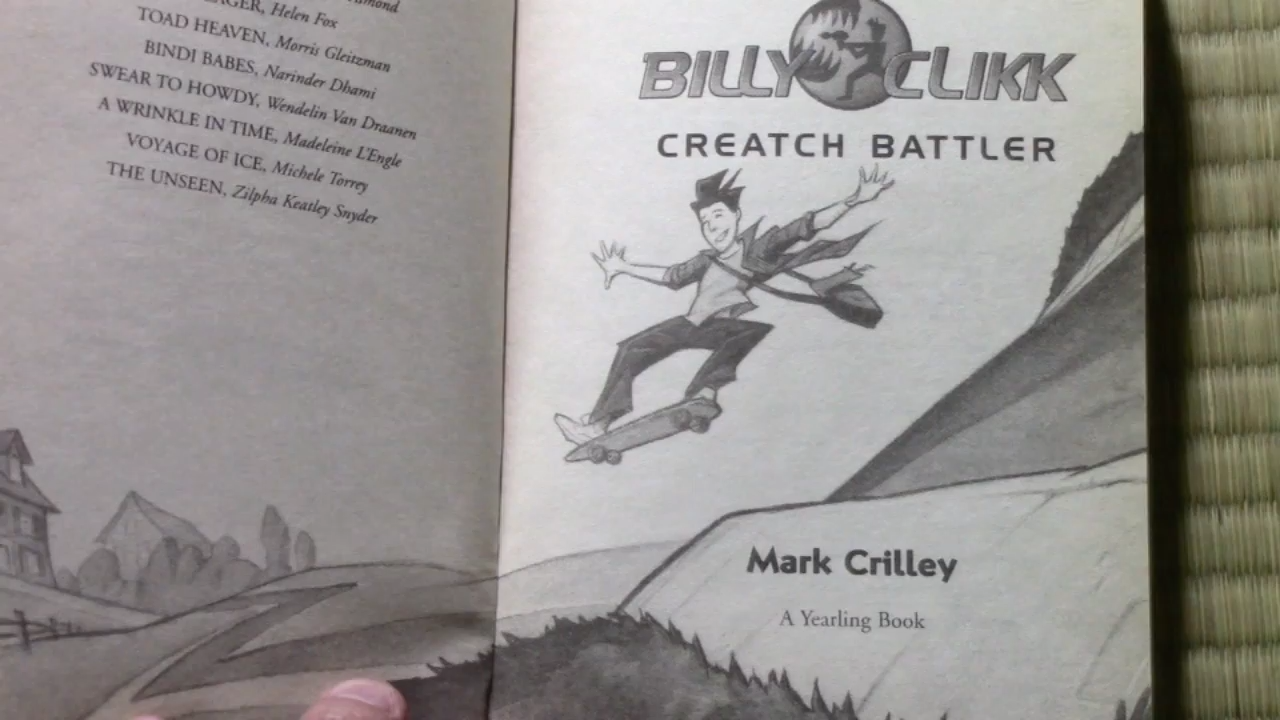 Helen Fox
TOAD HEAVEN, Morris Gleitzman
BINDI BABES, Narinder Dhami
SWEAR TO HOWDY, Wendelin Van Draanen
A WRINKLE IN TIME, Madeleine L'Engle
VOYAGE OF ICE, Michele Torrey
THE UNSEEN, Zilpha Keatley Snyder
BILLY CLIKK
CREATCH BATTLER
Mark Crilley
A Yearling Book